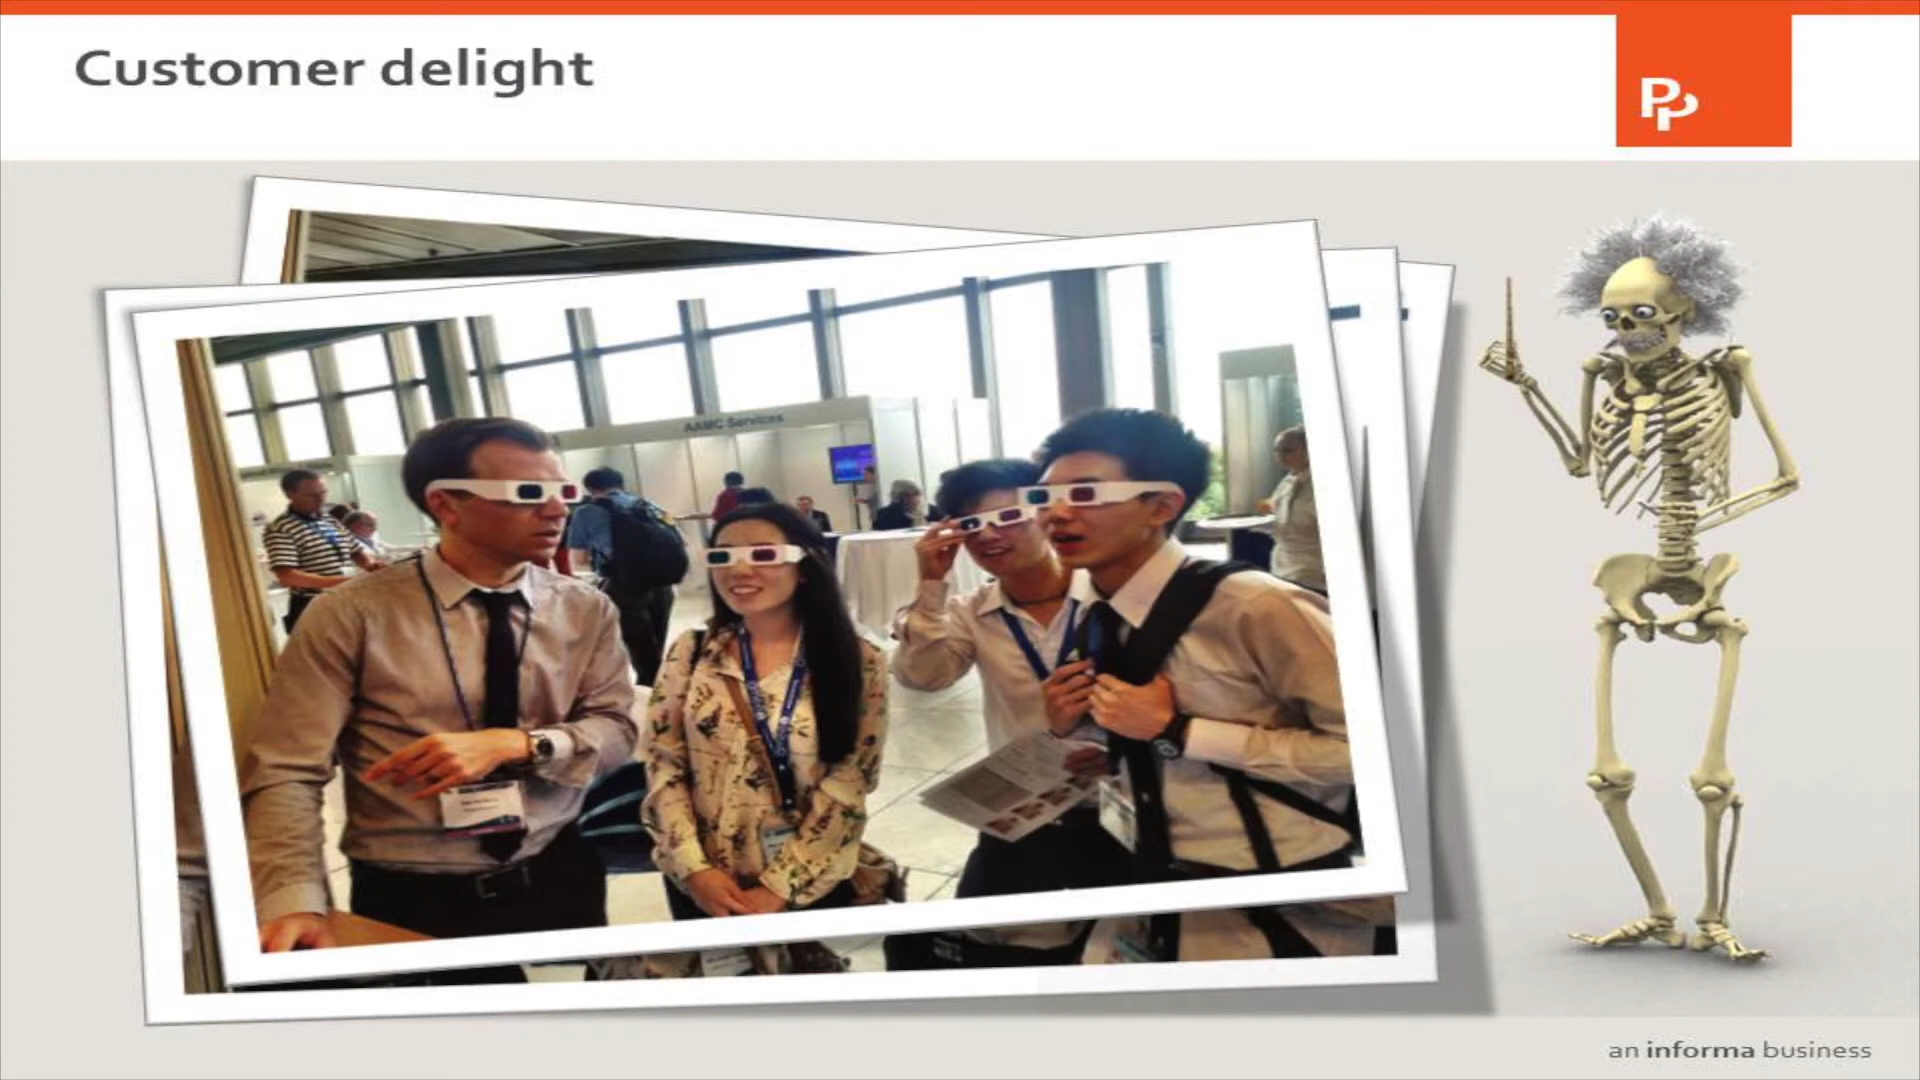 Customer delight
Pp
AAMC Services
an informa business